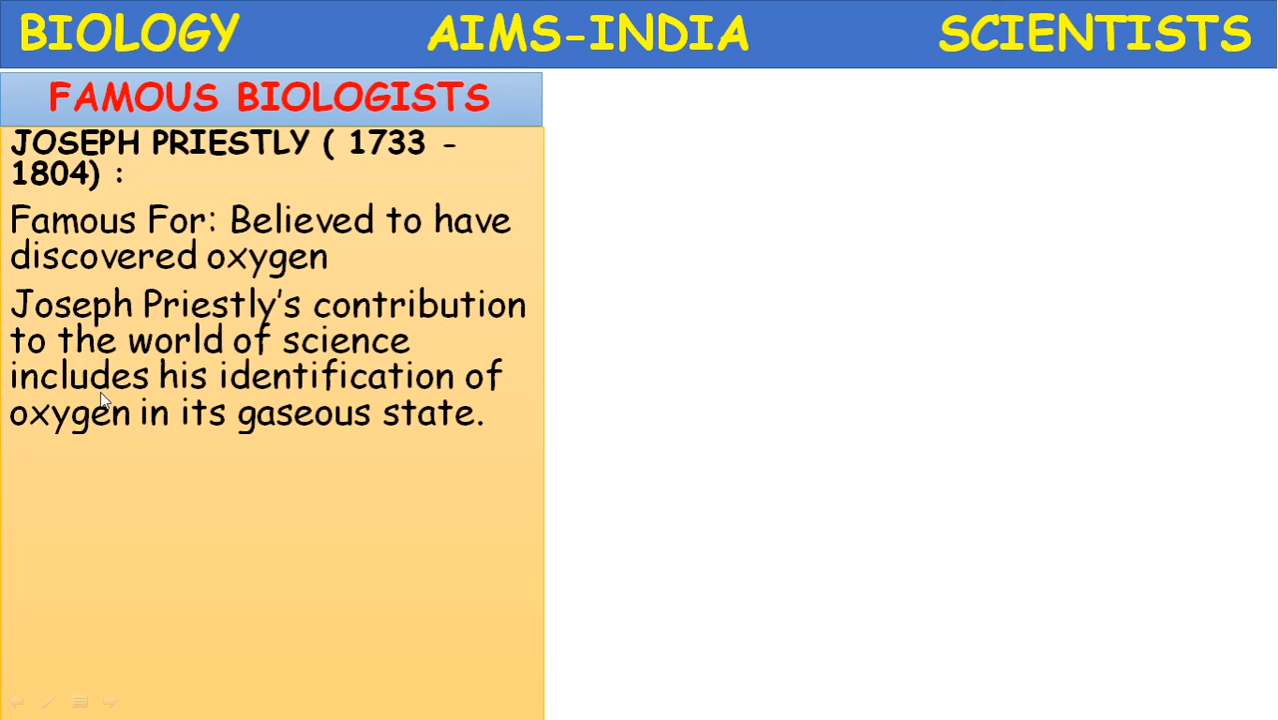 BIOLOGY AIMS-INDIA SCIENTISTS
FAMOUS BIOLOGISTS
JOSEPH PRIESTLY ( 1733 -
1804) :
Famous For: Believed to have
discovered oxygen
Joseph Priestly's contribution
to the world of science
includes his identification of
oxygen in its gaseous state.